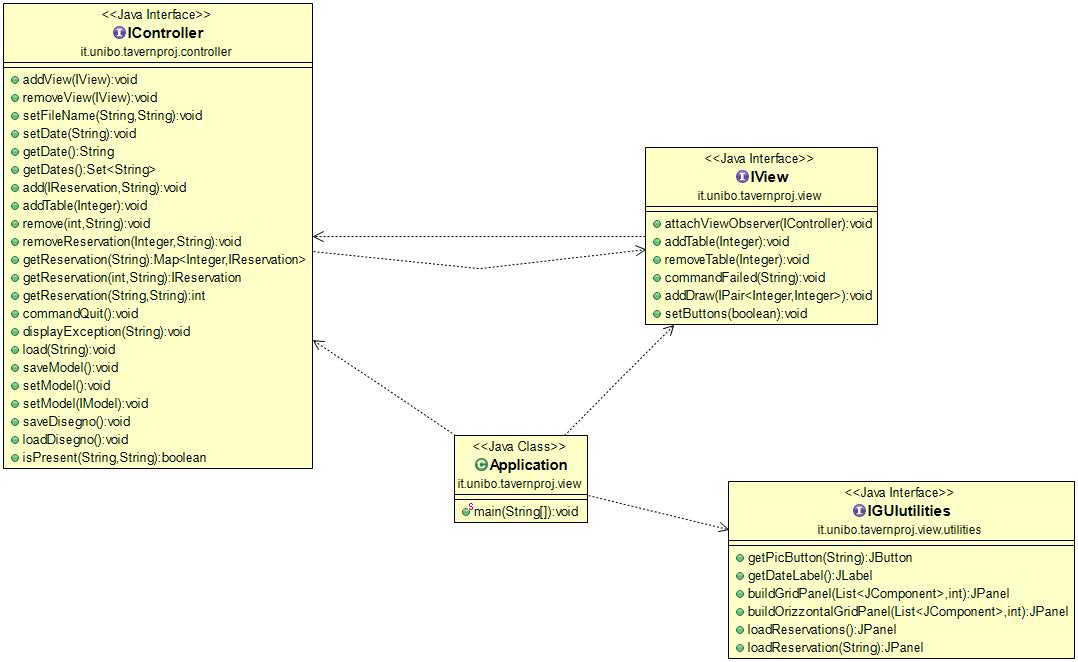 <<Java Interface>>
IController
it.unibo.tavernproj.controller
addView(IView):void
removeView(IView):void
setFileName(String,String):void
setDate(String):void
getDate():String
getDates():Set<String>
add(IReservation,String):void
addTable(Integer):void
remove(int,String):void
removeReservation(Integer,String):void
getReservation(String):Map<Integer,IReservation>
getReservation(int,String):IReservation
getReservation(String,String):int
commandQuit():void
displayException(String):void
load(String):void
saveModel():void
setModel():void
setModel(IModel):void
saveDisegno():void
loadDisegno():void
isPresent(String,String):boolean
<<Java Interface>>
IView
it.unibo.tavernproj.view
attachViewObserver(IController):void
addTable(Integer):void
removeTable(Integer):void
commandFailed(String):void
addDraw(IPair<Integer,Integer>):void
setButtons(boolean):void
<<Java Class>>
Application
it.unibo.tavernproj.view
main(String[]):void
<<Java Interface>>
IGUIutilities
it.unibo.tavernproj.view.utilities
getPicButton(String):JButton
getDateLabel():JLabel
buildGridPanel(List<JComponent>,int):JPanel
buildOrizzontalGridPanel(List<JComponent>,int):JPanel
loadReservations():JPanel
loadReservation(String):JPanel